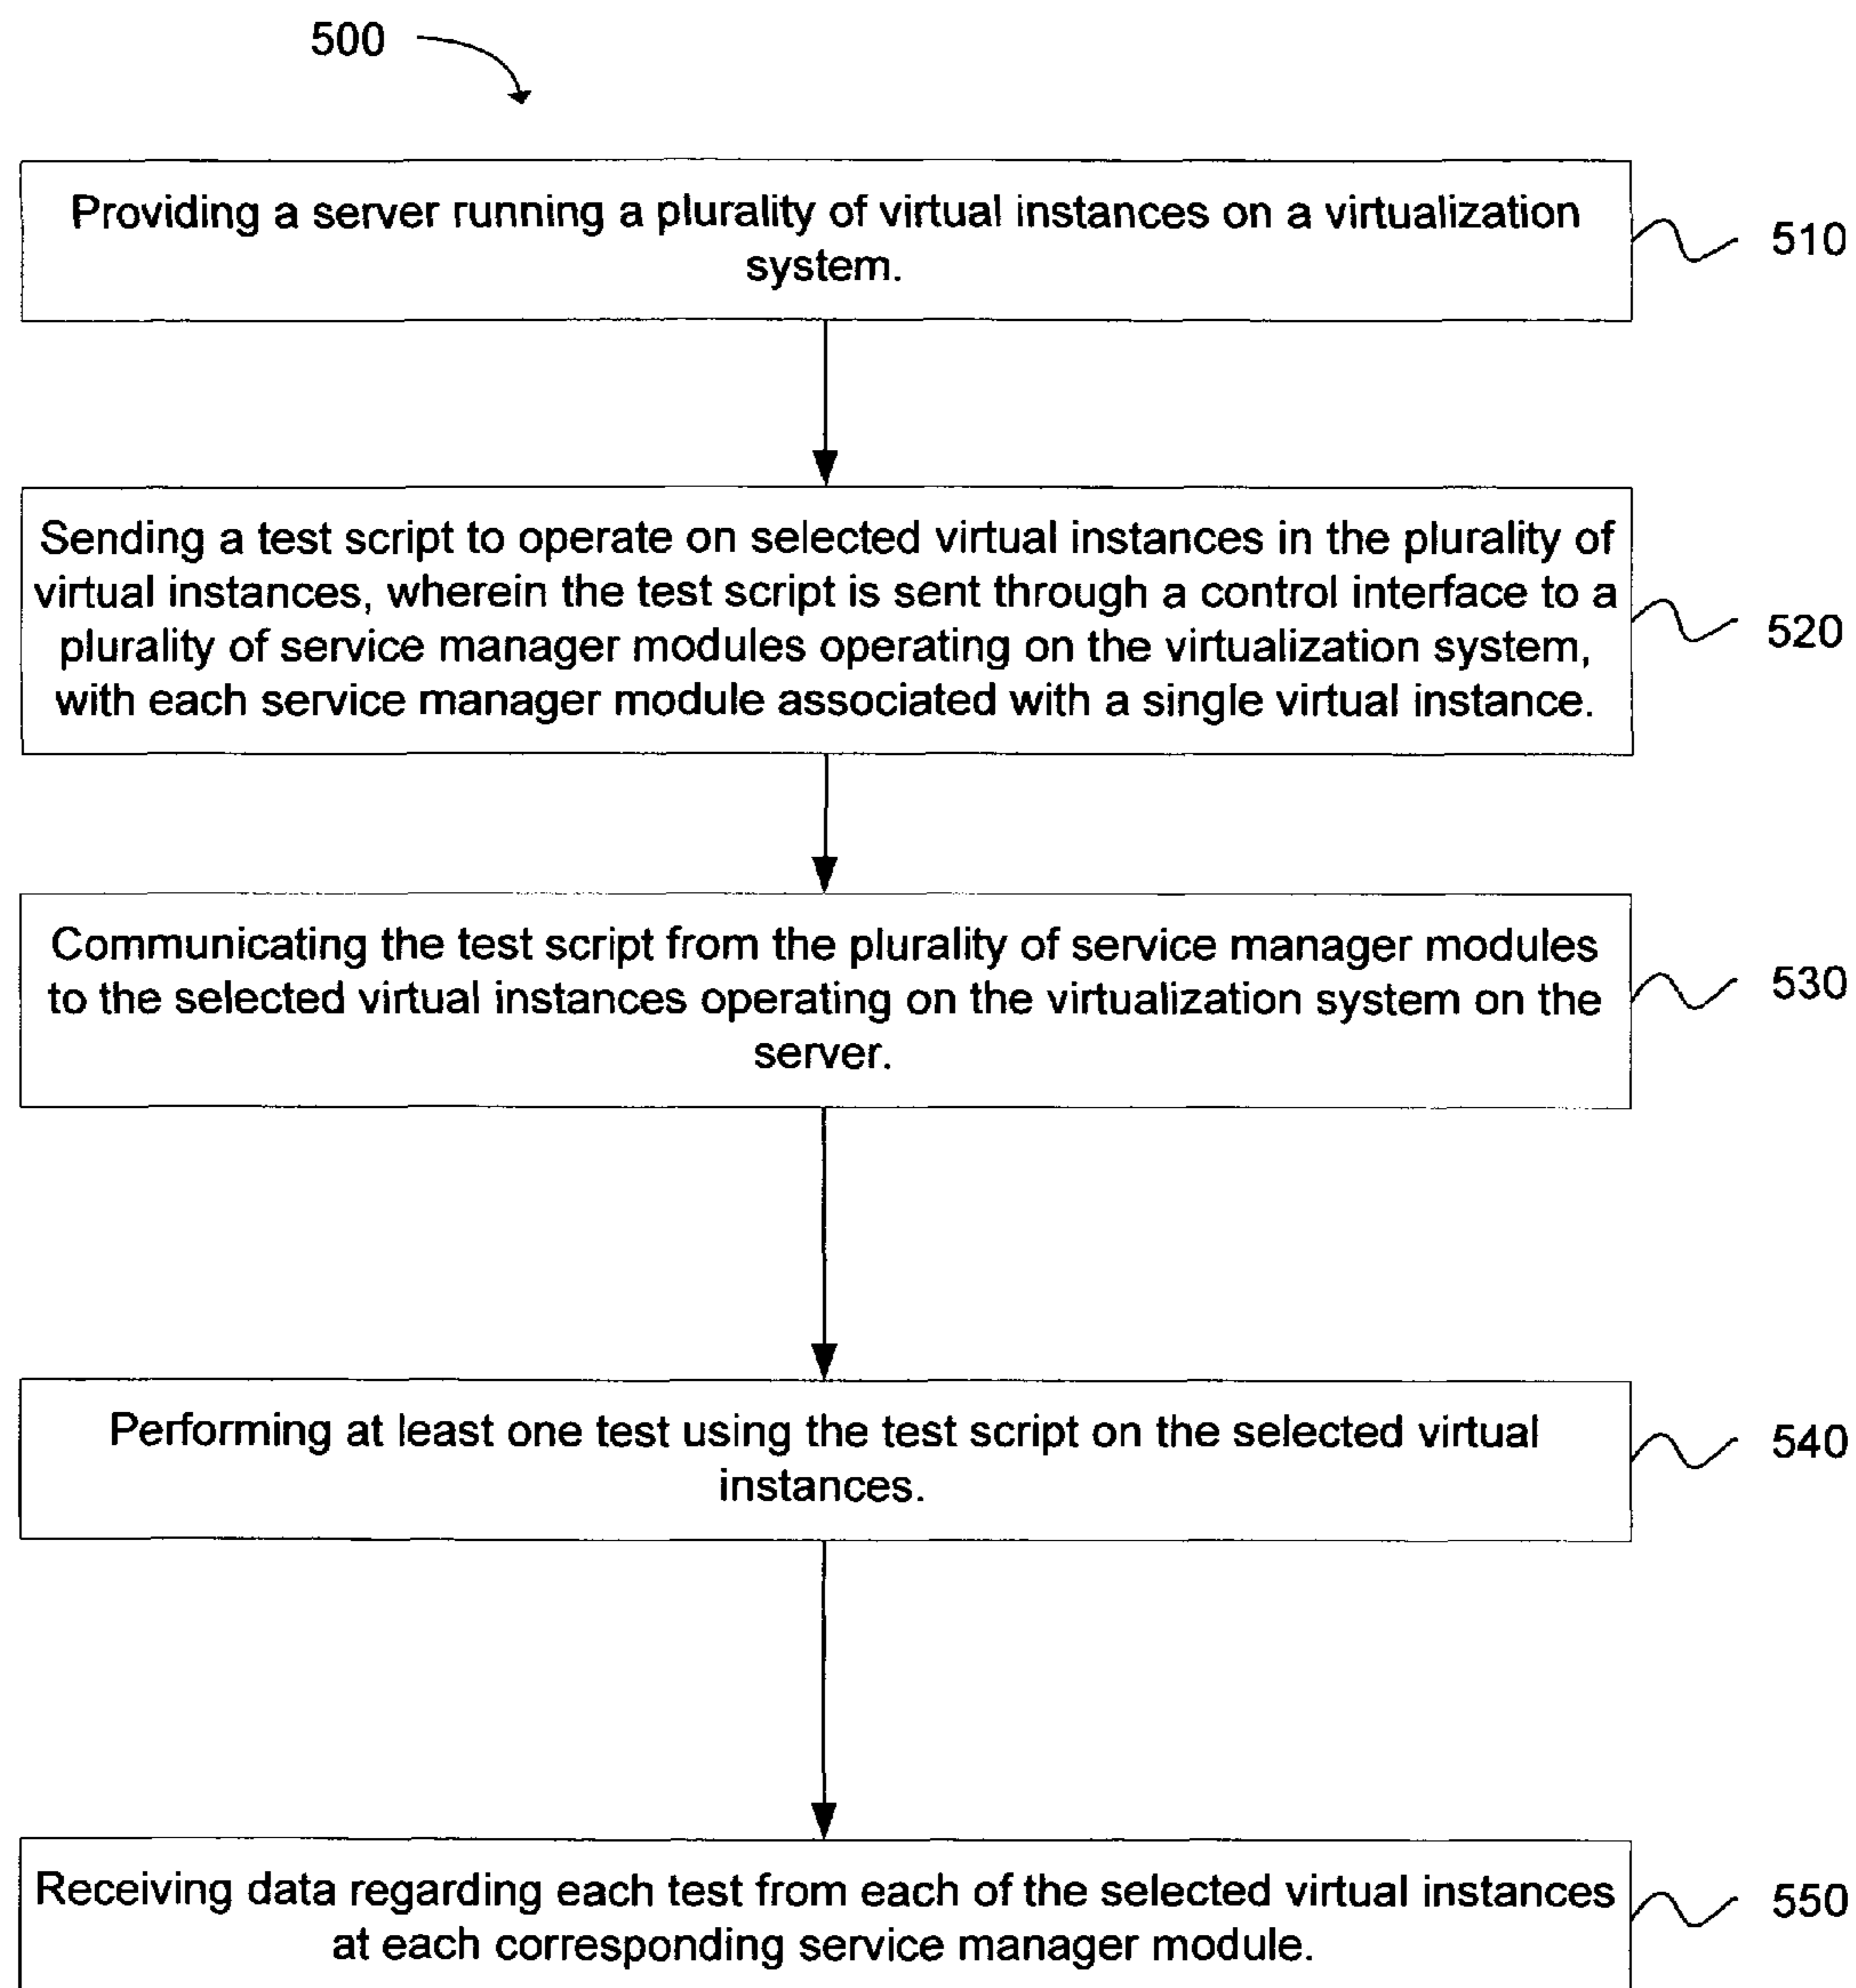 500
Providing a server running a plurality of virtual instances on a virtualization
system.
510
Sending a test script to operate on selected virtual instances in the plurality of
virtual instances, wherein the test script is sent through a control interface to a
plurality of service manager modules operating on the virtualization system,
with each service manager module associated with a single virtual instance.
520
Communicating the test script from the plurality of service manager modules
to the selected virtual instances operating on the virtualization system on the
server.
530
Performing at least one test using the test script on the selected virtual
instances.
540
Receiving data regarding each test from each of the selected virtual instances
at each corresponding service manager module.
550